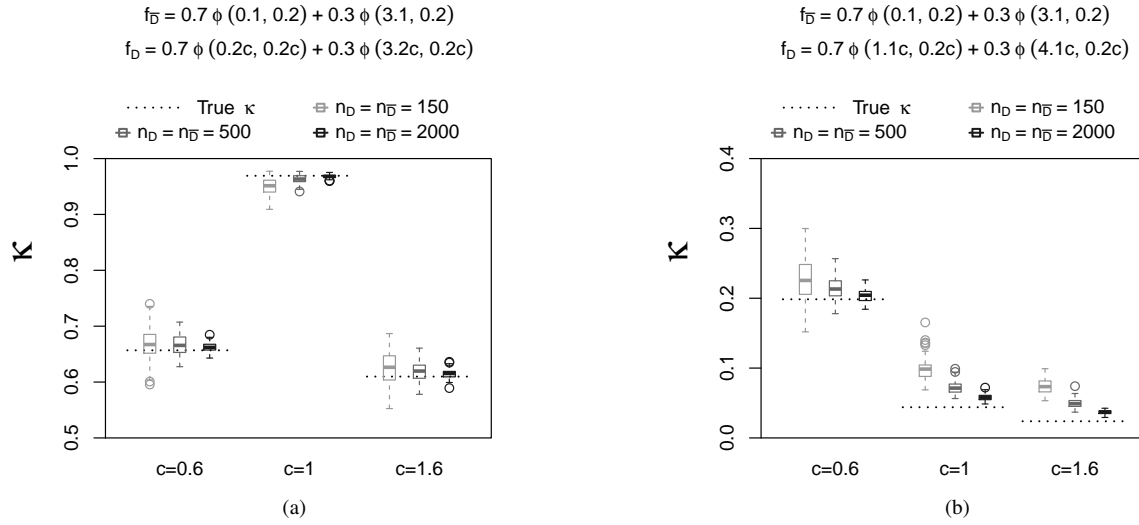 f_D̅ = 0.7 ϕ (0.1, 0.2) + 0.3 ϕ (3.1, 0.2)
f_D = 0.7 ϕ (0.2c, 0.2c) + 0.3 ϕ (3.2c, 0.2c)
True κ
n_D = n_D̅ = 150
n_D = n_D̅ = 500
n_D = n_D̅ = 2000
1.0
0.9
0.8
0.7
0.6
0.5
κ
c=0.6
c=1
c=1.6
(a)
f_D̅ = 0.7 ϕ (0.1, 0.2) + 0.3 ϕ (3.1, 0.2)
f_D = 0.7 ϕ (1.1c, 0.2c) + 0.3 ϕ (4.1c, 0.2c)
True κ
n_D = n_D̅ = 150
n_D = n_D̅ = 500
n_D = n_D̅ = 2000
0.4
0.3
0.2
0.1
0.0
κ
c=0.6
c=1
c=1.6
(b)